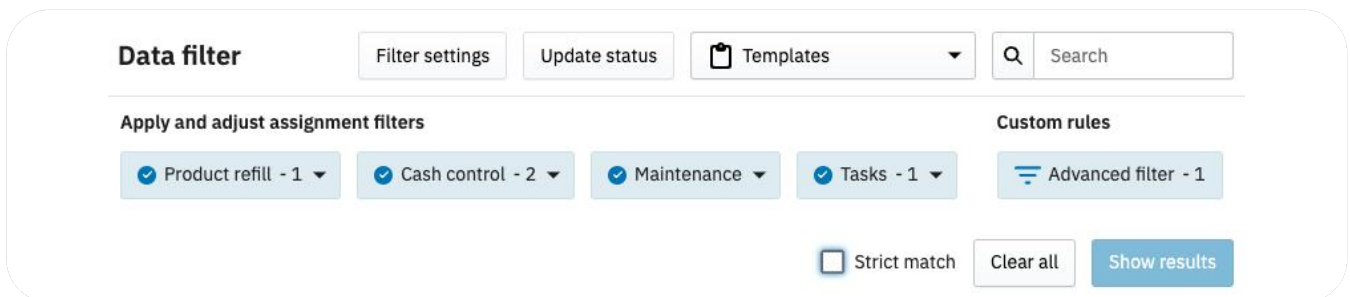 Data filter Filter settings Update status Templates Search
Apply and adjust assignment filters Custom rules
Product refill - 1 Cash control - 2 Maintenance Tasks - 1 Advanced filter - 1
Strict match Clear all Show results